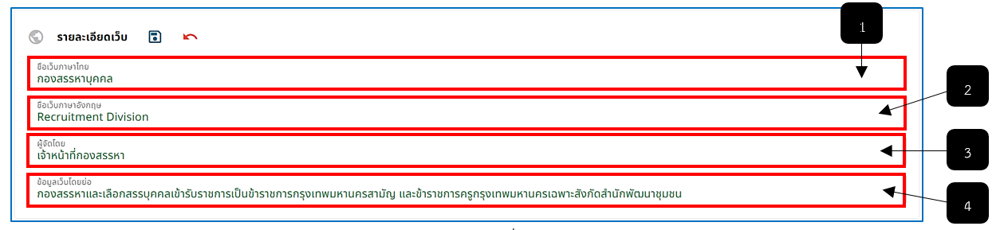 รายละเอียดเว็บ
1
ชื่อเว็บภาษาไทย
กองสรรหาบุคคล
2
ชื่อเว็บภาษาอังกฤษ
Recruitment Division
ผู้จัดโดย
เจ้าหน้าที่กองสรรหา
3
ข้อมูลเว็บโดยย่อ
กองสรรหาและเลือกสรรบุคคลเข้ารับราชการเป็นข้าราชการกรุงเทพมหานครสามัญ และข้าราชการครูกรุงเทพมหานครเฉพาะสังกัดสำนักพัฒนาชุมชน
4